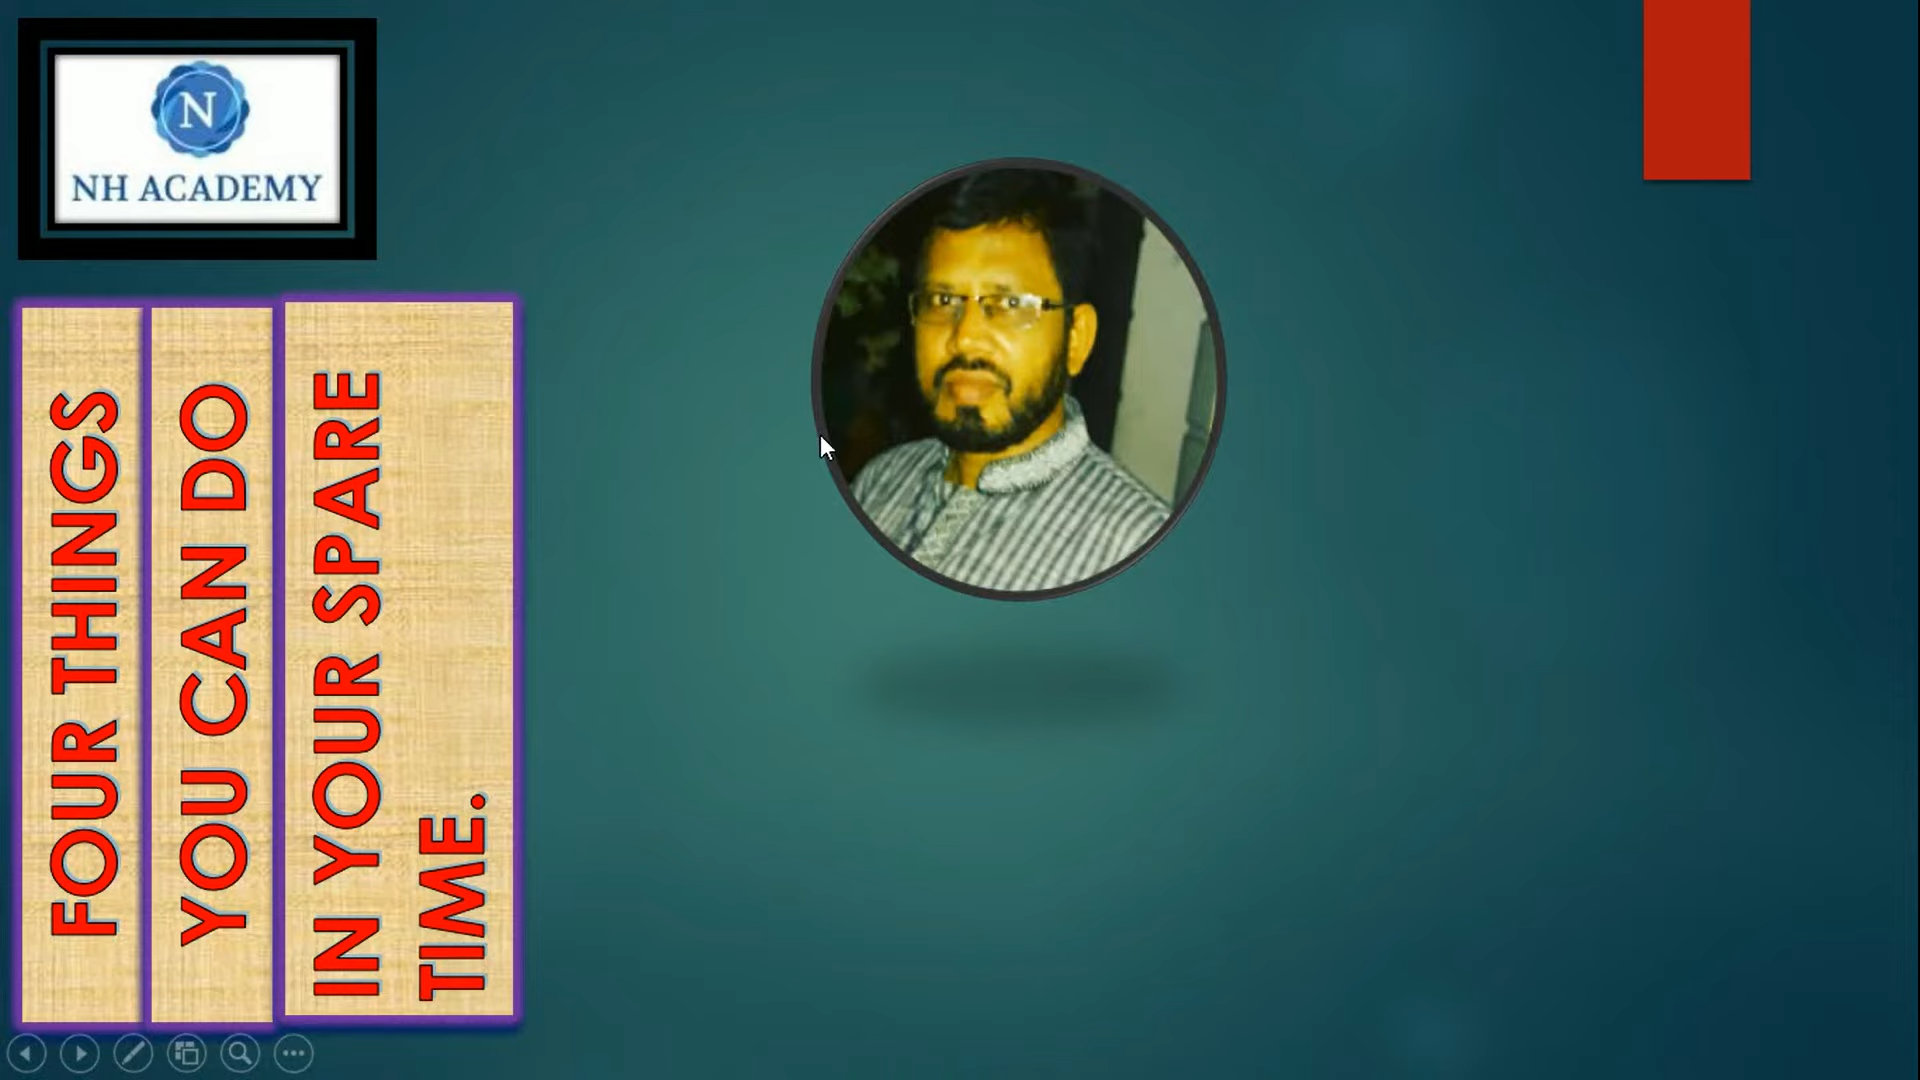 N
NH ACADEMY
FOUR THINGS
YOU CAN DO
IN YOUR SPARE
TIME.